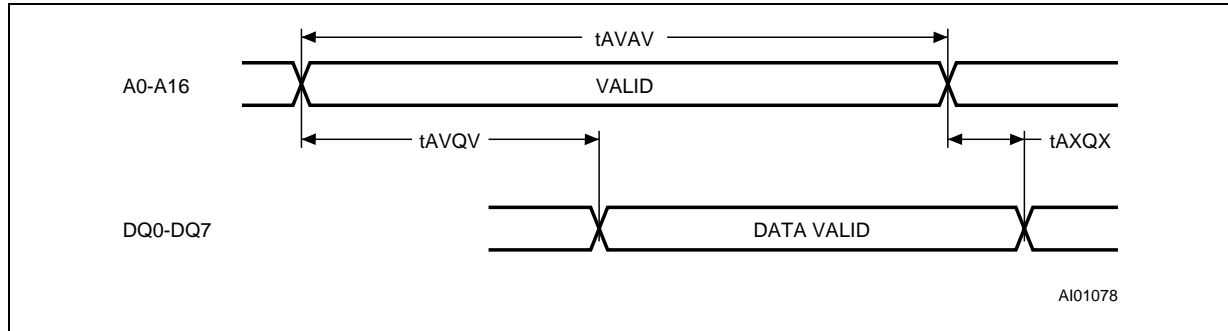 tAVAV
A0-A16
VALID
tAVQV
tAXQX
DQ0-DQ7
DATA VALID
AI01078